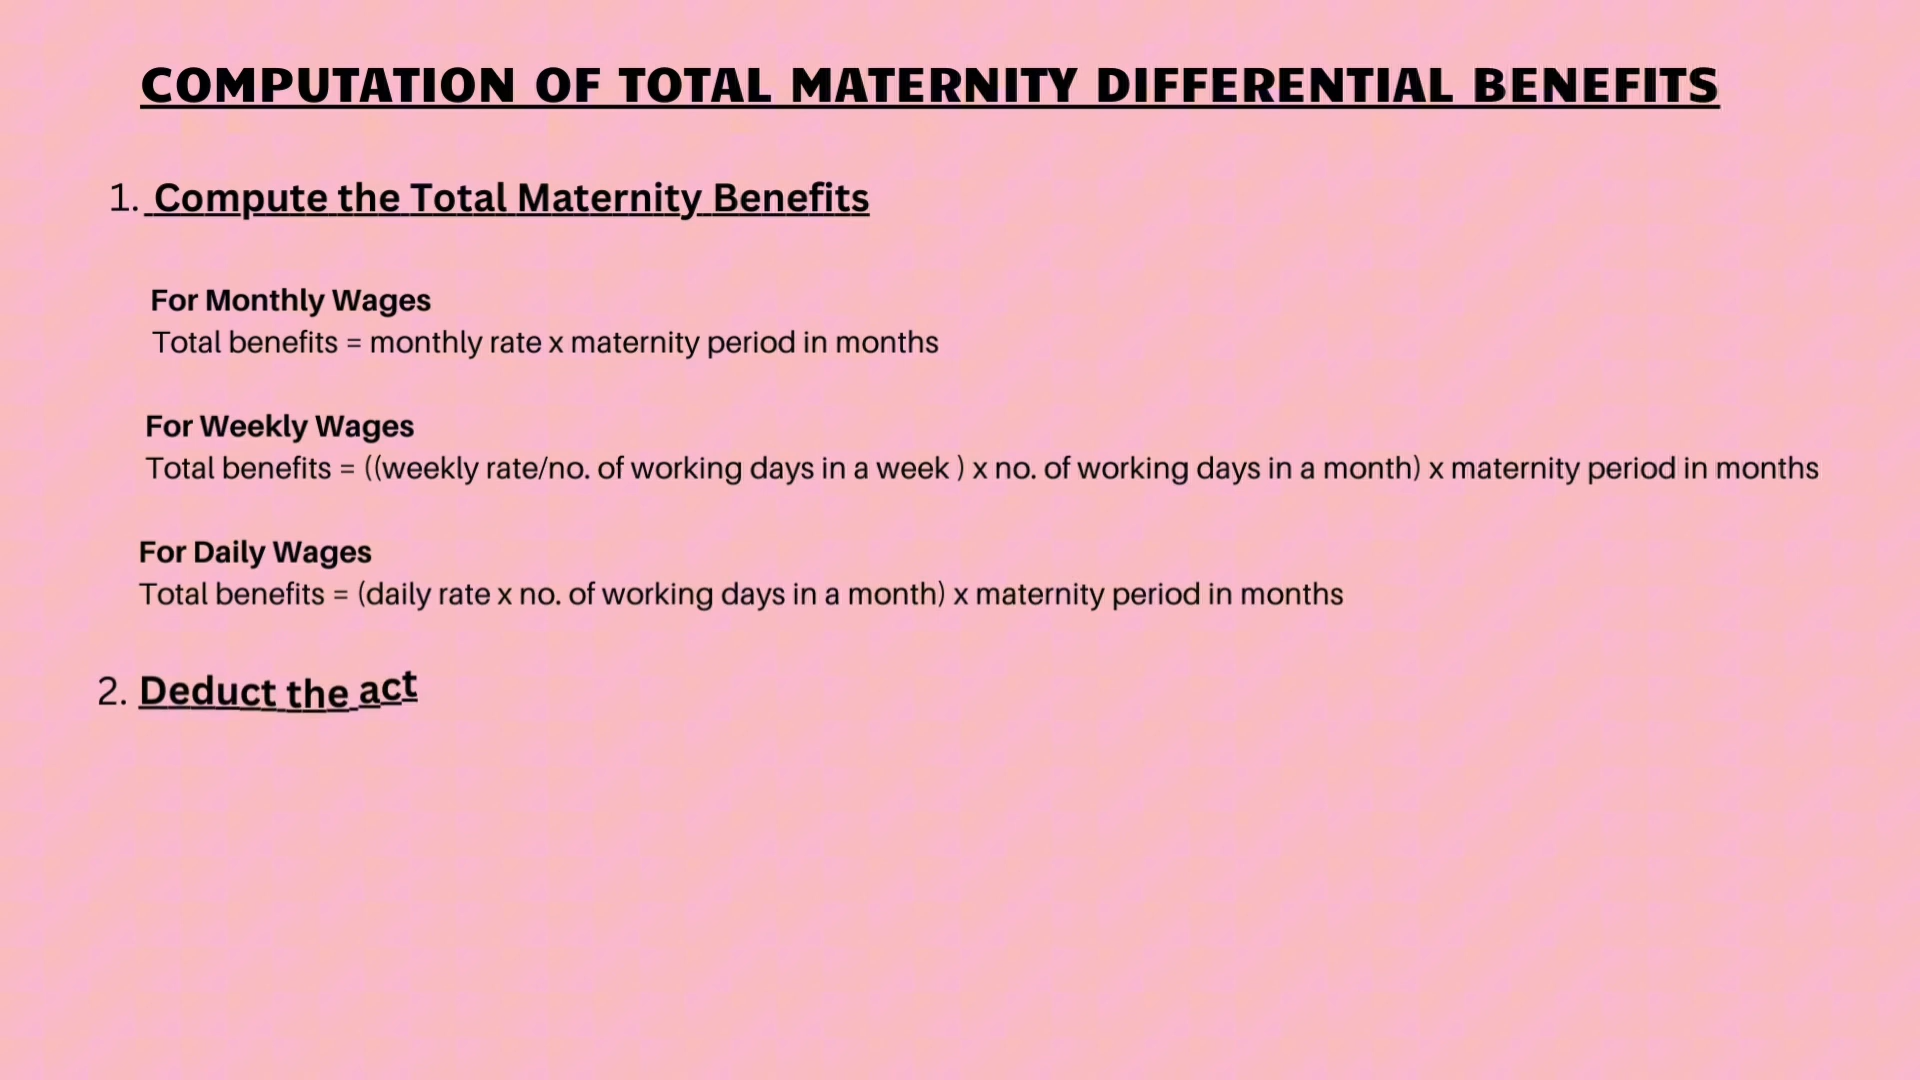 COMPUTATION OF TOTAL MATERNITY DIFFERENTIAL BENEFITS
1. Compute the Total Maternity Benefits
For Monthly Wages
Total benefits = monthly rate x maternity period in months
For Weekly Wages
Total benefits = ((weekly rate/no. of working days in a week ) x no. of working days in a month) x maternity period in months
For Daily Wages
Total benefits = (daily rate x no. of working days in a month) x maternity period in months
2. Deduct the act